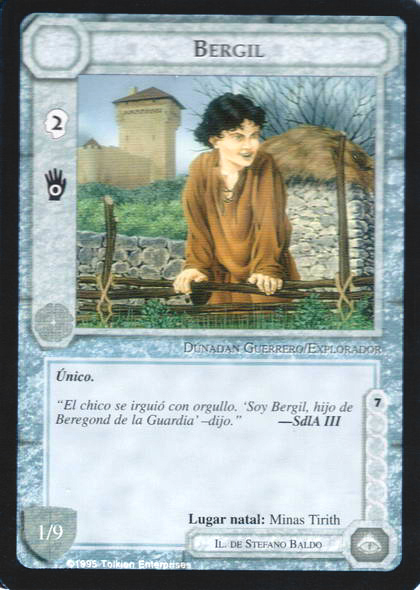 BERGIL
2
DÚNADAN GUERRERO/EXPLORADOR
Único.
7
“El chico se irguió con orgullo. ‘Soy Bergil, hijo de
Beregond de la Guardia’ –dijo.” —SdlA III
Lugar natal: Minas Tirith
1/9
IL. DE STEFANO BALDO
©1995 Tolkien Enterprises